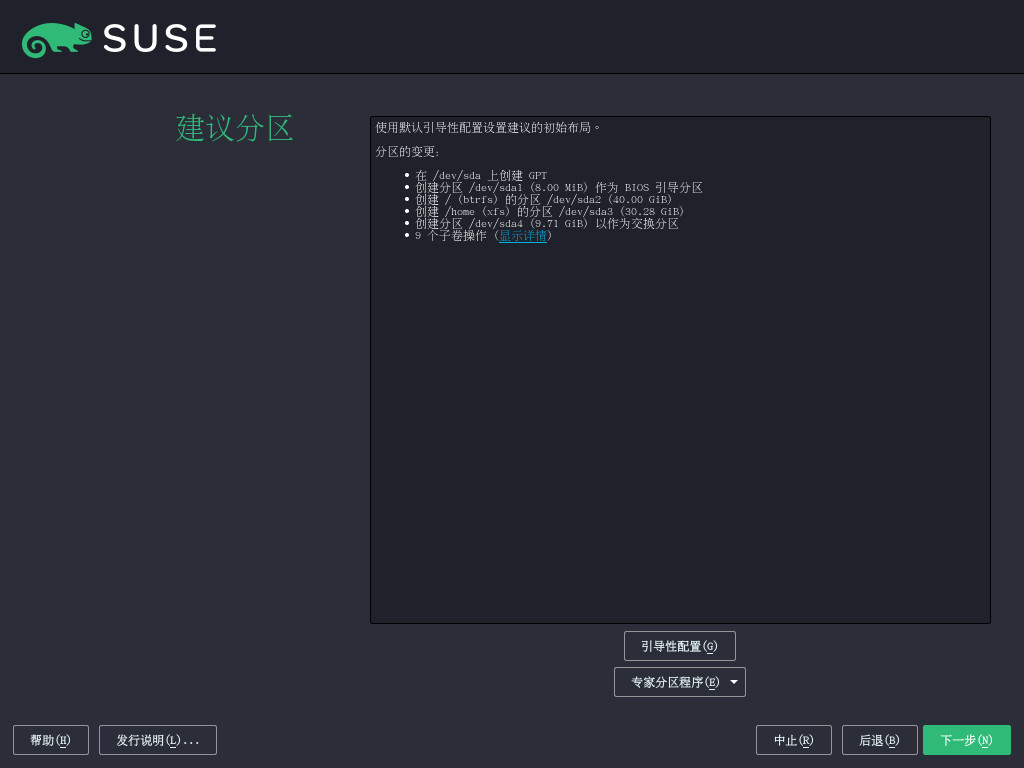 SUSE
建议分区
使用默认引导性配置设置建议的初始布局。
分区的变更:
• 在 /dev/sda 上创建 GPT
• 创建分区 /dev/sda1 (8.00 MiB) 作为 BIOS 引导分区
• 创建 / (btrfs) 的分区 /dev/sda2 (40.00 GiB)
• 创建 /home (xfs) 的分区 /dev/sda3 (30.28 GiB)
• 创建分区 /dev/sda4 (9.71 GiB) 以作为交换分区
• 9 个子卷操作 (显示详情)
引导性配置(G)
专家分区程序(E)
帮助(H) 发行说明(L)... 中止(R) 后退(B) 下一步(N)